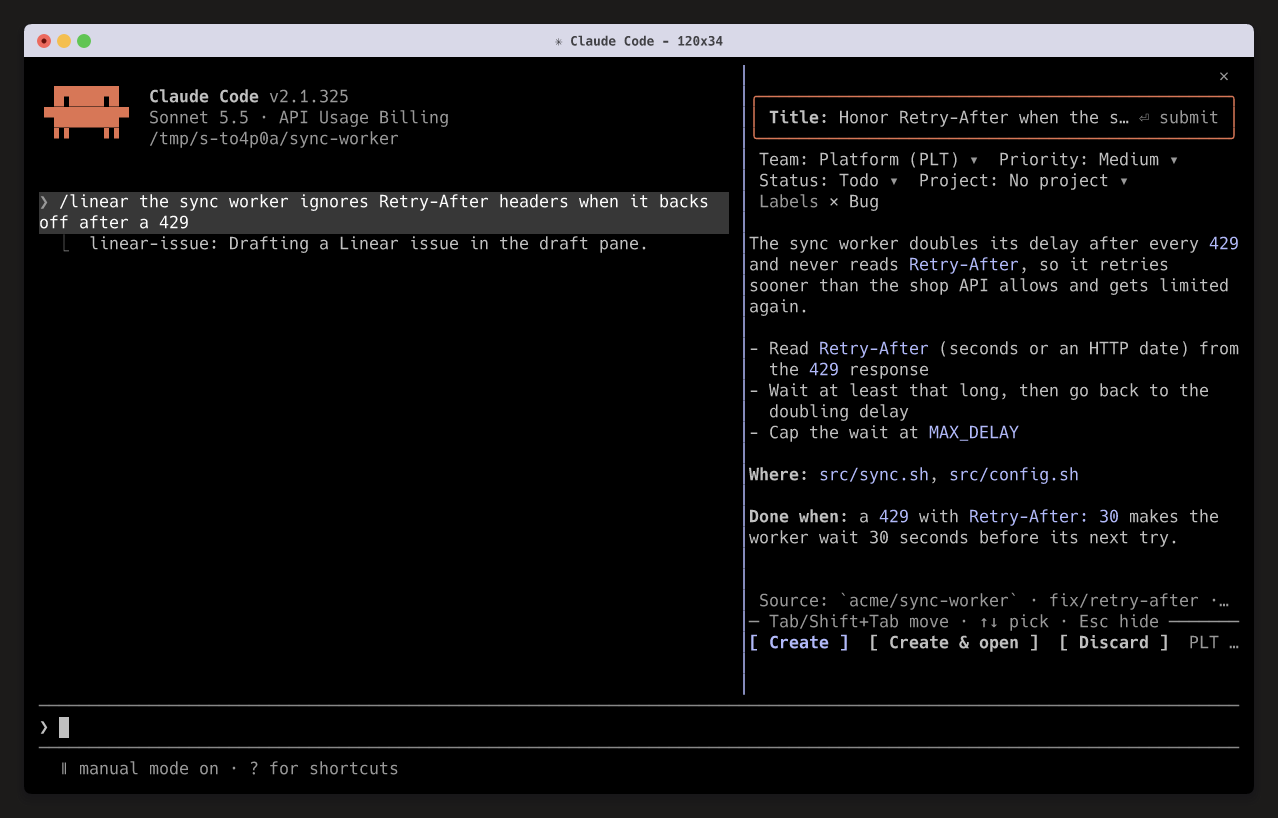 ✳ Claude Code – 120x34
Claude Code v2.1.325
Sonnet 5.5 · API Usage Billing
/tmp/s-to4p0a/sync-worker
❯ /linear the sync worker ignores Retry-After headers when it backs
off after a 429
linear-issue: Drafting a Linear issue in the draft pane.
×
Title: Honor Retry-After when the s… ⏎ submit
Team: Platform (PLT) ▾ Priority: Medium ▾
Status: Todo ▾ Project: No project ▾
Labels × Bug
The sync worker doubles its delay after every 429
and never reads Retry-After, so it retries
sooner than the shop API allows and gets limited
again.
- Read Retry-After (seconds or an HTTP date) from
the 429 response
- Wait at least that long, then go back to the
doubling delay
- Cap the wait at MAX_DELAY
Where: src/sync.sh, src/config.sh
Done when: a 429 with Retry-After: 30 makes the
worker wait 30 seconds before its next try.
Source: `acme/sync-worker` · fix/retry-after ·…
Tab/Shift+Tab move · ↑↓ pick · Esc hide
[ Create ] [ Create & open ] [ Discard ] PLT …
❯
⏸ manual mode on · ? for shortcuts